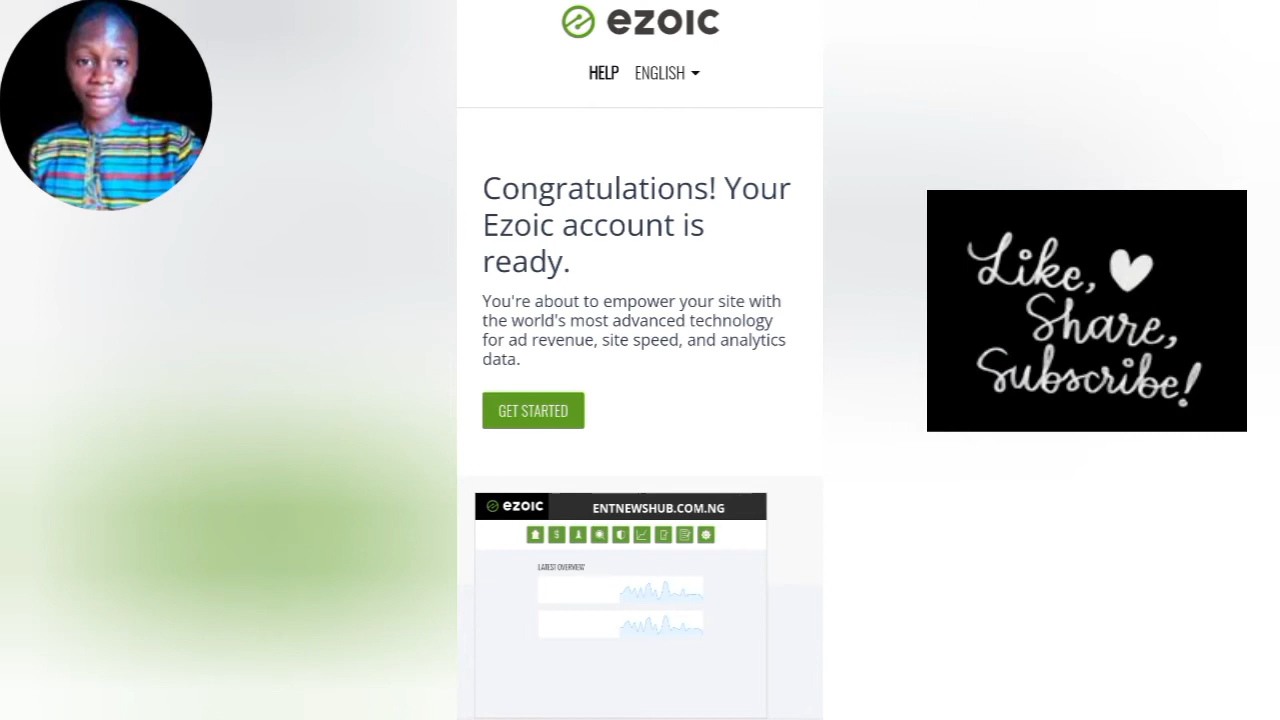 ezoic
HELP ENGLISH
Congratulations! Your
Ezoic account is
ready.
You're about to empower your site with
the world's most advanced technology
for ad revenue, site speed, and analytics
data.
GET STARTED
Like,
Share,
Subscribe!
ezoic ENTNEWSHUB.COM.NG
$
LATEST OVERVIEW